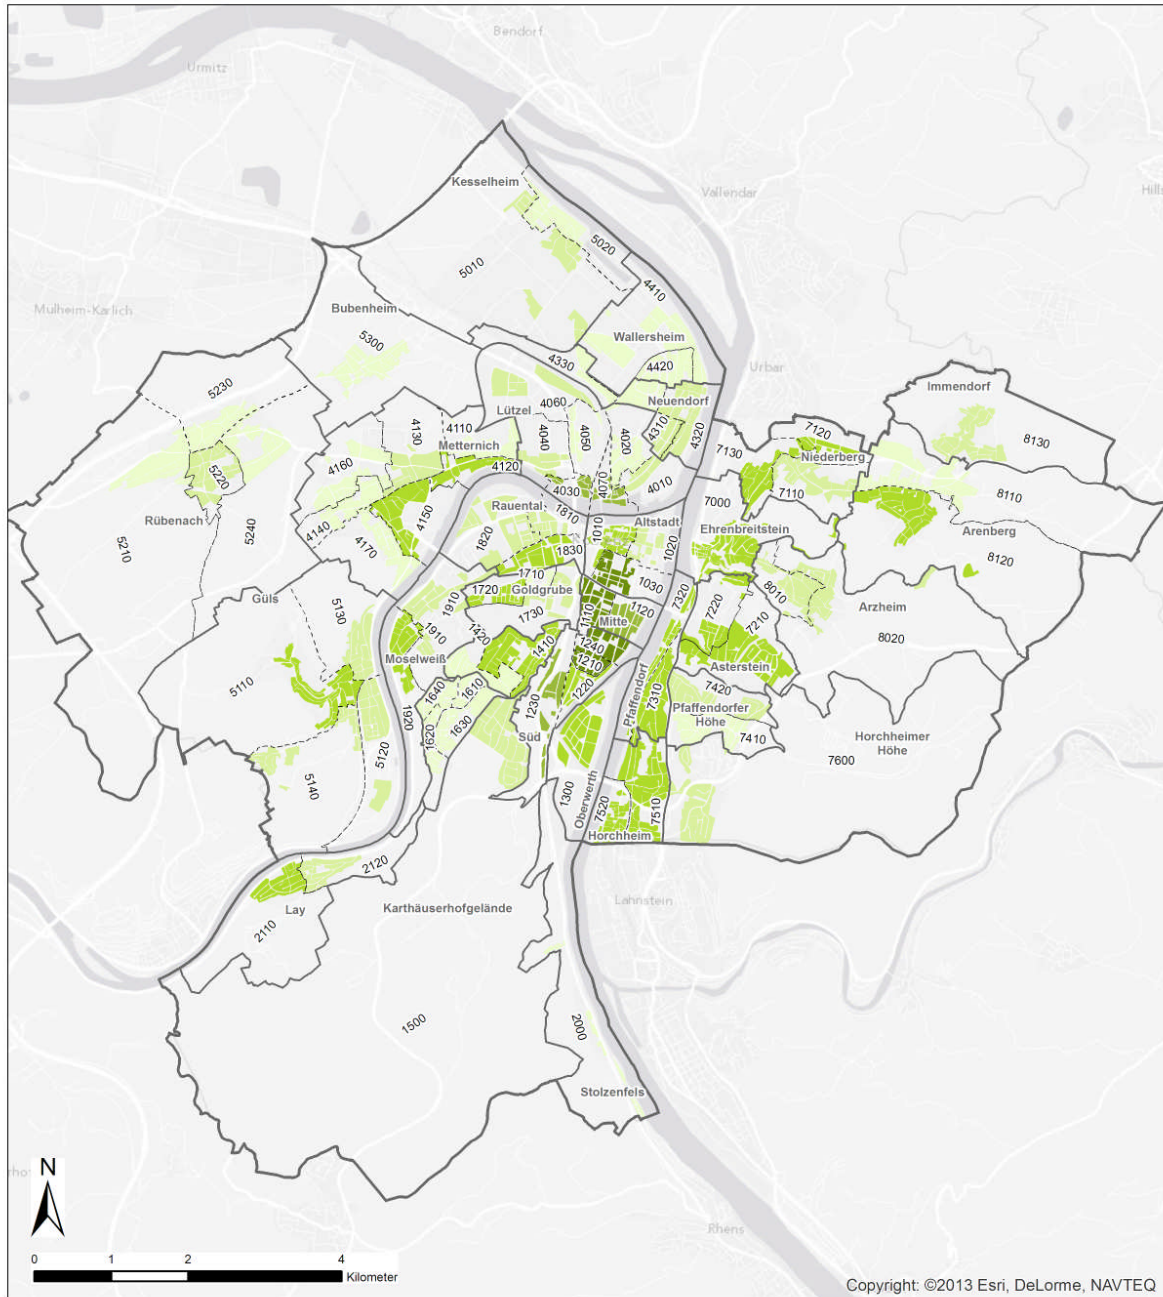 Bendorf
Urmitz
Kesselheim
Vallendar
5020
5010
4410
Mülheim-Kärlich
Bubenheim
5300
Wallersheim
4330
4420
Urbar
5230
Immendorf
4060
Neuendorf
Lützel
4110
4130
4040
4050
4020
4310
4320
7120
8130
Metternich
7130
Niederberg
4160
5220
4120
4030
4070
4010
7110
8110
7000
Rübenach
5240
4140
4150
Rauental
1810
1010
Altstadt
Ehrenbreitstein
Arenberg
5210
4170
1820
1830
1020
8120
1710
1030
Güls
5130
1720
Goldgrube
7320
8010
Arzheim
1910
1730
1110
1120
7220
7210
Mitte
8020
1910
1420
1410
1240
Moselweiß
1210
Asterstein
5110
1640
1610
1220
Pfaffendorf
7310
7420
1920
1620
1630
1230
Pfaffendorfer
Höhe
Süd
7410
Horchheimer
Höhe
5120
7600
5140
1300
Oberwerth
7520
7510
Horchheim
2120
Lahnstein
Lay
Karthäuserhofgelände
2110
1500
2000
Stolzenfels
N
Rhens
0 1 2 4
Kilometer
Copyright: ©2013 Esri, DeLorme, NAVTEQ